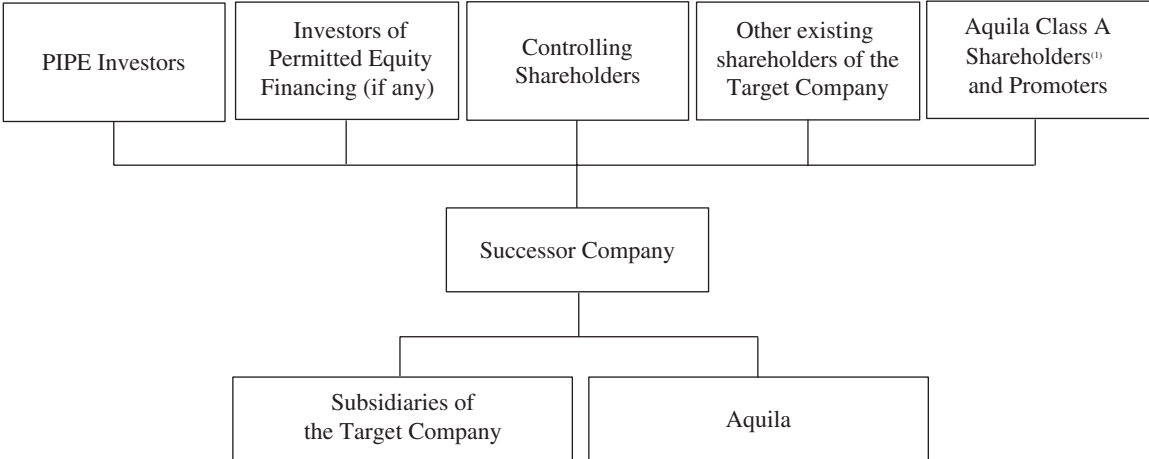 PIPE Investors
Investors of
Permitted Equity
Financing (if any)
Controlling
Shareholders
Other existing
shareholders of the
Target Company
Aquila Class A
Shareholders(1)
and Promoters
Successor Company
Subsidiaries of
the Target Company
Aquila